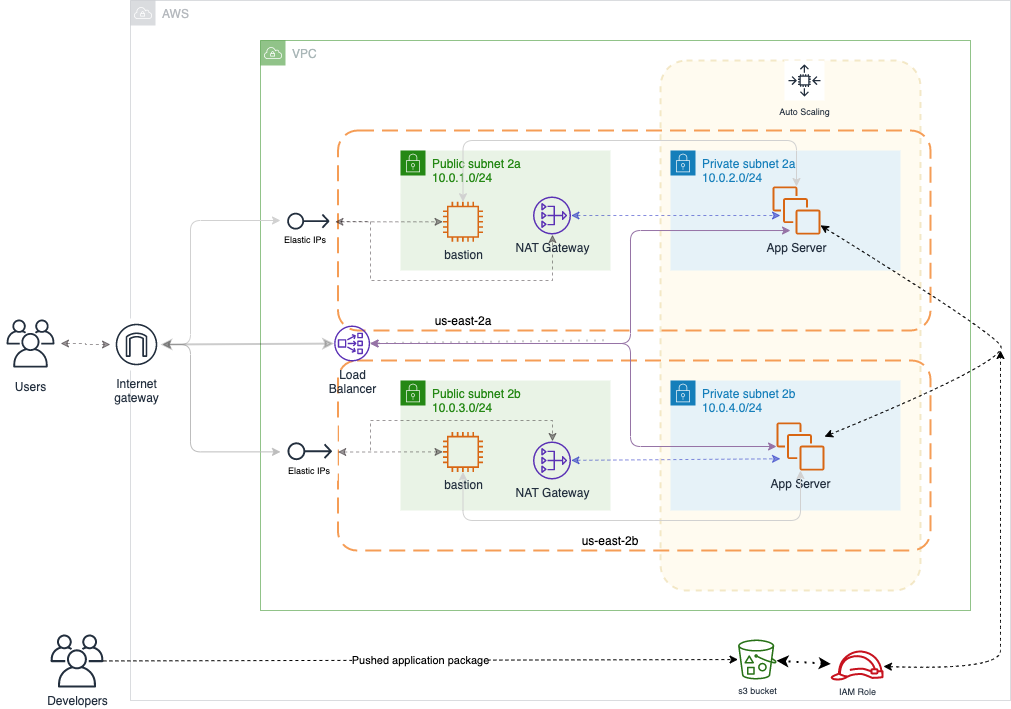 AWS
VPC
Auto Scaling
Public subnet 2a
10.0.1.0/24
Private subnet 2a
10.0.2.0/24
Elastic IPs
bastion
NAT Gateway
App Server
us-east-2a
Users
Internet
gateway
Load
Balancer
Public subnet 2b
10.0.3.0/24
Private subnet 2b
10.0.4.0/24
Elastic IPs
bastion
NAT Gateway
App Server
us-east-2b
Pushed application package
Developers
s3 bucket
IAM Role